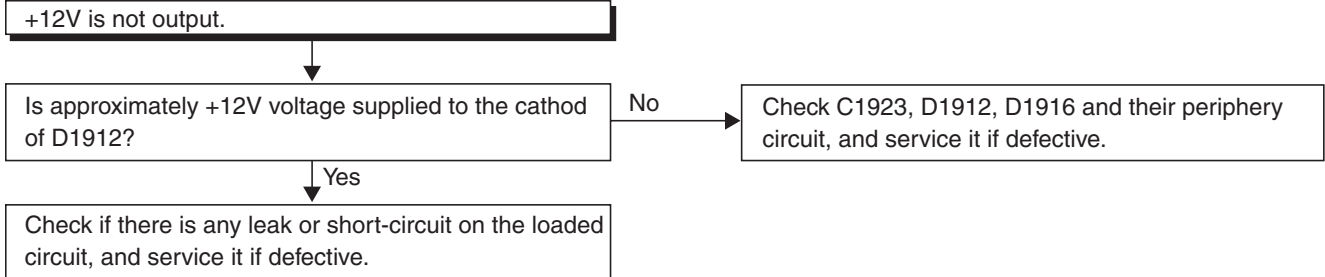 +12V is not output.
Is approximately +12V voltage supplied to the cathod
of D1912?
No
Check C1923, D1912, D1916 and their periphery
circuit, and service it if defective.
Yes
Check if there is any leak or short-circuit on the loaded
circuit, and service it if defective.